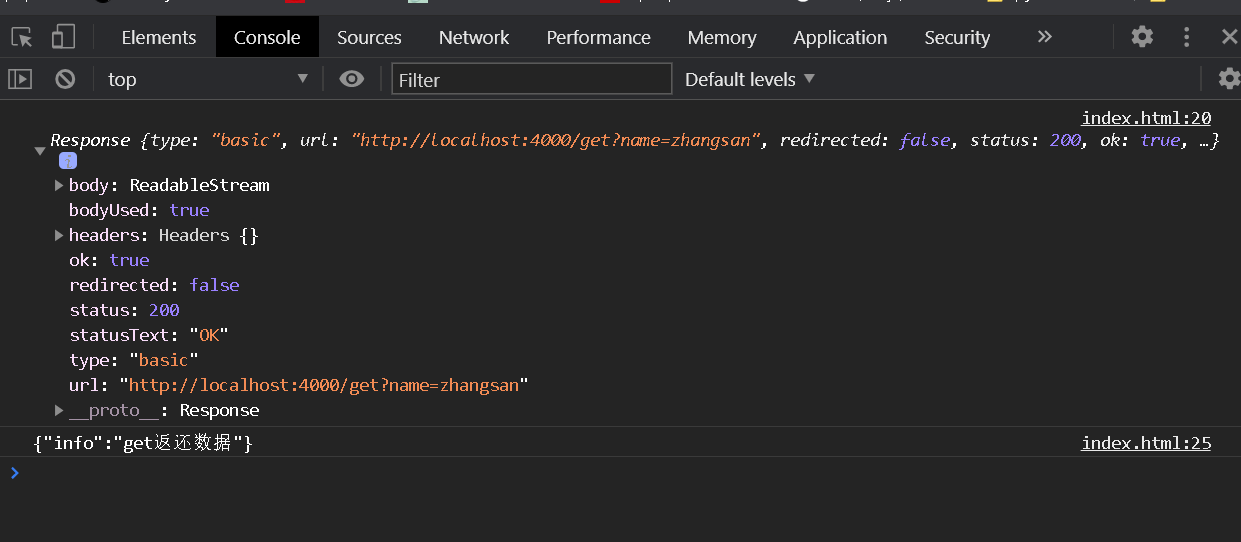 Elements Console Sources Network Performance Memory Application Security »
top Filter Default levels
index.html:20
Response {type: "basic", url: "http://localhost:4000/get?name=zhangsan", redirected: false, status: 200, ok: true, …}
i
body: ReadableStream
bodyUsed: true
headers: Headers {}
ok: true
redirected: false
status: 200
statusText: "OK"
type: "basic"
url: "http://localhost:4000/get?name=zhangsan"
__proto__: Response
{"info":"get返还数据"} index.html:25